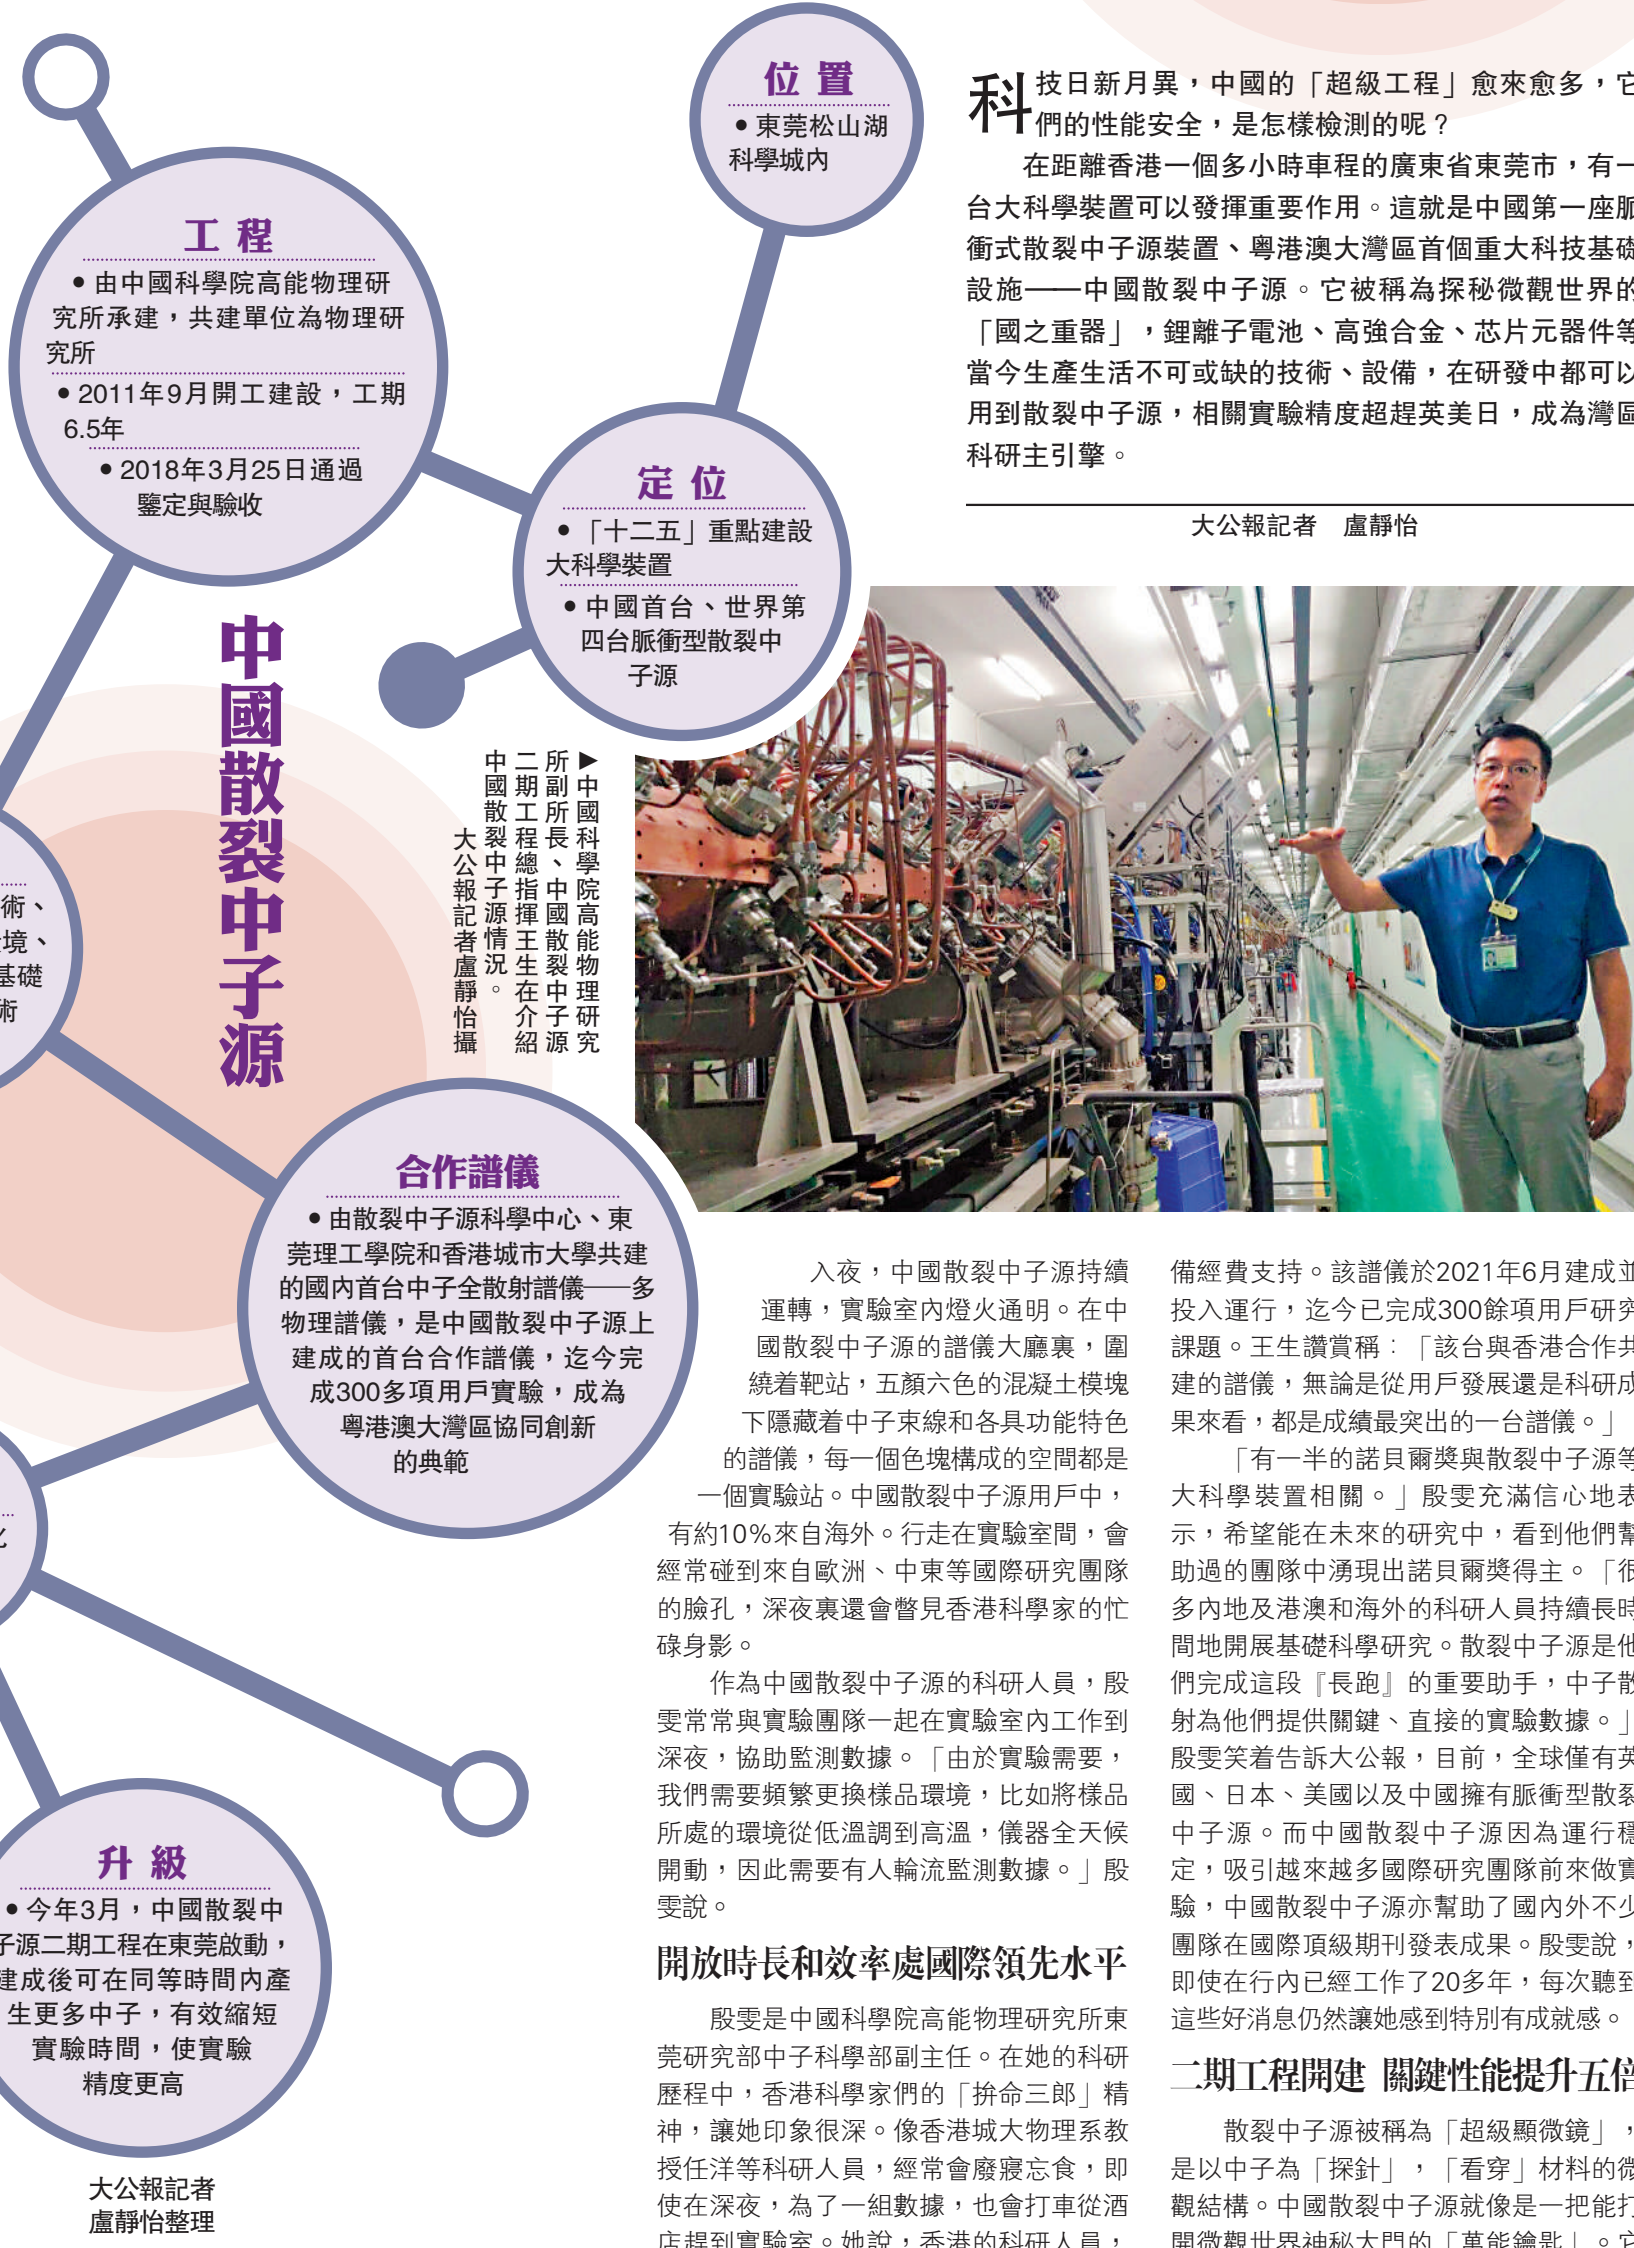 位置
●東莞松山湖
科學城內
工程
●由中國科學院高能物理研
究所承建，共建單位為物理研
究所
●2011年9月開工建設，工期
6.5年
●2018年3月25日通過
鑒定與驗收
定位
●「十二五」重點建設
大科學裝置
●中國首台、世界第
四台脈衝型散裂中
子源
中國散裂中子源
術、
境、
基礎
術
合作譜儀
●由散裂中子源科學中心、東
莞理工學院和香港城市大學共建
的國內首台中子全散射譜儀——多
物理譜儀，是中國散裂中子源上
建成的首台合作譜儀，迄今完
成300多項用戶實驗，成為
粵港澳大灣區協同創新
的典範
升級
●今年3月，中國散裂中
子源二期工程在東莞啟動，
建成後可在同等時間內產
生更多中子，有效縮短
實驗時間，使實驗
精度更高
大公報記者
盧靜怡整理
科技日新月異，中國的「超級工程」愈來愈多，它
們的性能安全，是怎樣檢測的呢？
在距離香港一個多小時車程的廣東省東莞市，有一
台大科學裝置可以發揮重要作用。這就是中國第一座脈
衝式散裂中子源裝置、粵港澳大灣區首個重大科技基礎
設施——中國散裂中子源。它被稱為探秘微觀世界的
「國之重器」，鋰離子電池、高強合金、芯片元器件等
當今生產生活不可或缺的技術、設備，在研發中都可以
用到散裂中子源，相關實驗精度超趕英美日，成為灣區
科研主引擎。
大公報記者　盧靜怡
▶中國科學院高能物理研究
所副所長、中國散裂中子源
二期工程總指揮王生在介紹
中國散裂中子源情況。
大公報記者盧靜怡攝
入夜，中國散裂中子源持續
運轉，實驗室內燈火通明。在中
國散裂中子源的譜儀大廳裏，圍
繞着靶站，五顏六色的混凝土模塊
下隱藏着中子束線和各具功能特色
的譜儀，每一個色塊構成的空間都是
一個實驗站。中國散裂中子源用戶中，
有約10%來自海外。行走在實驗室間，會
經常碰到來自歐洲、中東等國際研究團隊
的臉孔，深夜裏還會瞥見香港科學家的忙
碌身影。
作為中國散裂中子源的科研人員，殷
雯常常與實驗團隊一起在實驗室內工作到
深夜，協助監測數據。「由於實驗需要，
我們需要頻繁更換樣品環境，比如將樣品
所處的環境從低溫調到高溫，儀器全天候
開動，因此需要有人輪流監測數據。」殷
雯說。
開放時長和效率處國際領先水平
殷雯是中國科學院高能物理研究所東
莞研究部中子科學部副主任。在她的科研
歷程中，香港科學家們的「拚命三郎」精
神，讓她印象很深。像香港城大物理系教
授任洋等科研人員，經常會廢寢忘食，即
使在深夜，為了一組數據，也會打車從酒
店趕到實驗室。她說，香港的科研人員，
備經費支持。該譜儀於2021年6月建成並
投入運行，迄今已完成300餘項用戶研究
課題。王生讚賞稱：「該台與香港合作共
建的譜儀，無論是從用戶發展還是科研成
果來看，都是成績最突出的一台譜儀。」
「有一半的諾貝爾獎與散裂中子源等
大科學裝置相關。」殷雯充滿信心地表
示，希望能在未來的研究中，看到他們幫
助過的團隊中湧現出諾貝爾獎得主。「很
多內地及港澳和海外的科研人員持續長時
間地開展基礎科學研究。散裂中子源是他
們完成這段『長跑』的重要助手，中子散
射為他們提供關鍵、直接的實驗數據。」
殷雯笑着告訴大公報，目前，全球僅有英
國、日本、美國以及中國擁有脈衝型散裂
中子源。而中國散裂中子源因為運行穩
定，吸引越來越多國際研究團隊前來做實
驗，中國散裂中子源亦幫助了國內外不少
團隊在國際頂級期刊發表成果。殷雯說，
即使在行內已經工作了20多年，每次聽到
這些好消息仍然讓她感到特別有成就感。
二期工程開建 關鍵性能提升五倍
散裂中子源被稱為「超級顯微鏡」，
是以中子為「探針」，「看穿」材料的微
觀結構。中國散裂中子源就像是一把能打
開微觀世界神秘大門的「萬能鑰匙」。它